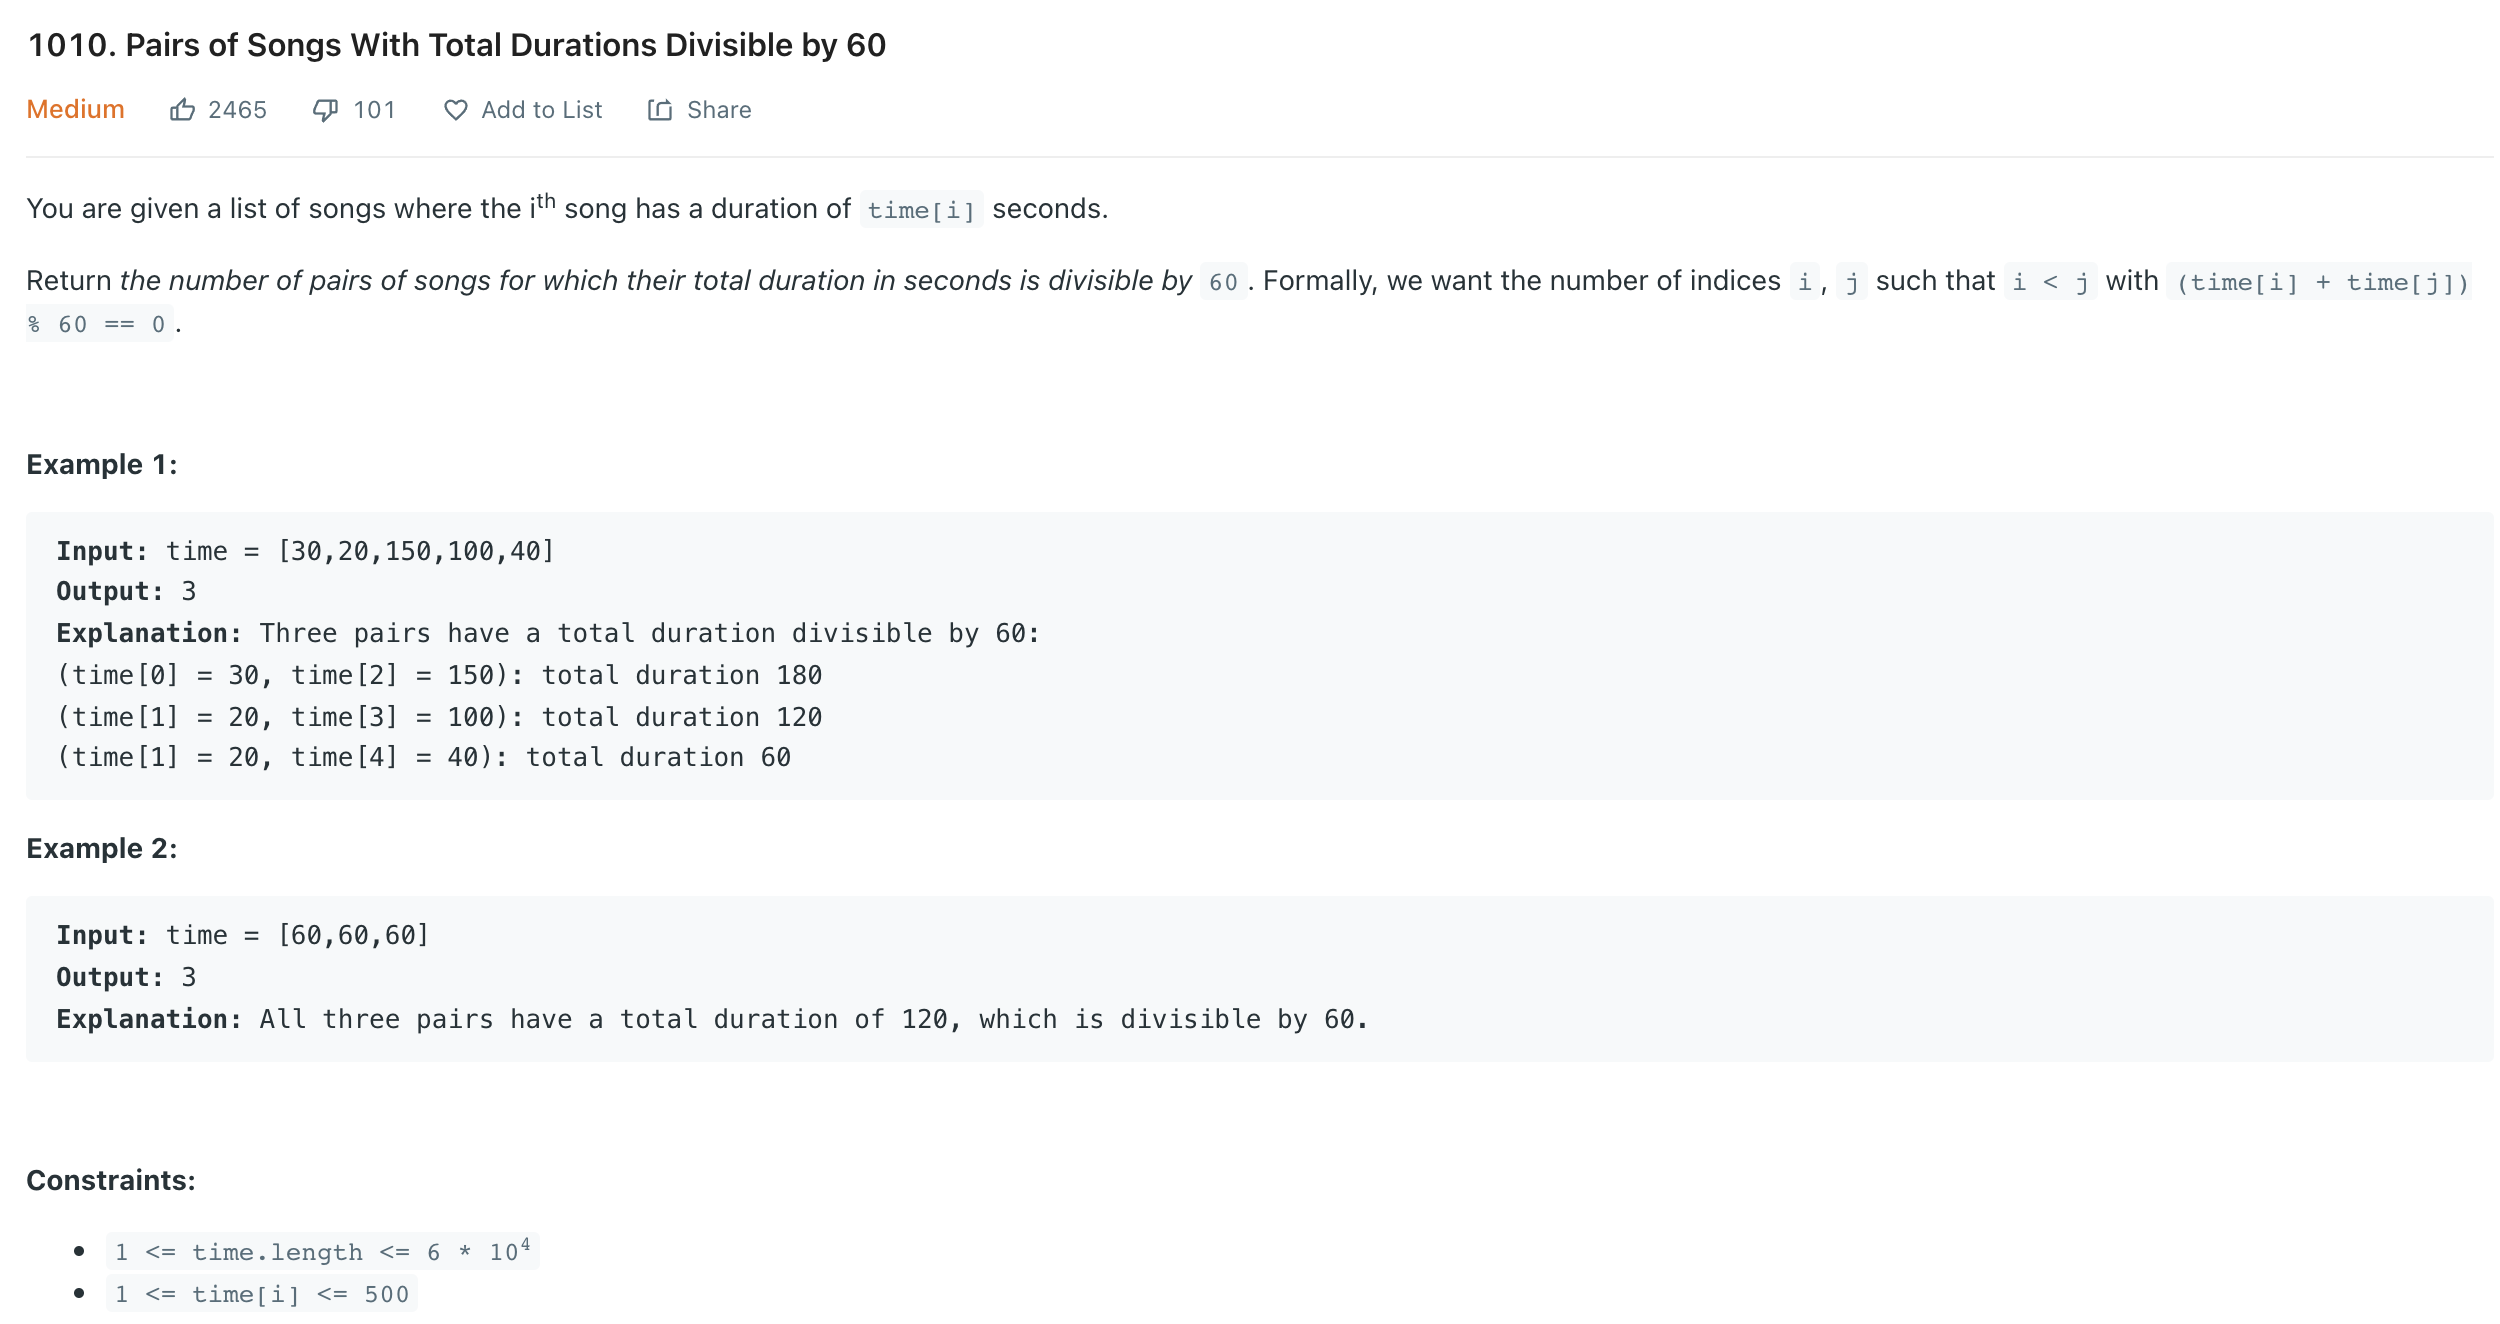 1010. Pairs of Songs With Total Durations Divisible by 60
Medium 2465 101 Add to List Share
You are given a list of songs where the ith song has a duration of time[i] seconds.
Return the number of pairs of songs for which their total duration in seconds is divisible by 60. Formally, we want the number of indices i, j such that i < j with (time[i] + time[j])
% 60 == 0.
Example 1:
Input: time = [30,20,150,100,40]
Output: 3
Explanation: Three pairs have a total duration divisible by 60:
(time[0] = 30, time[2] = 150): total duration 180
(time[1] = 20, time[3] = 100): total duration 120
(time[1] = 20, time[4] = 40): total duration 60
Example 2:
Input: time = [60,60,60]
Output: 3
Explanation: All three pairs have a total duration of 120, which is divisible by 60.
Constraints:
1 <= time.length <= 6 * 10⁴
1 <= time[i] <= 500